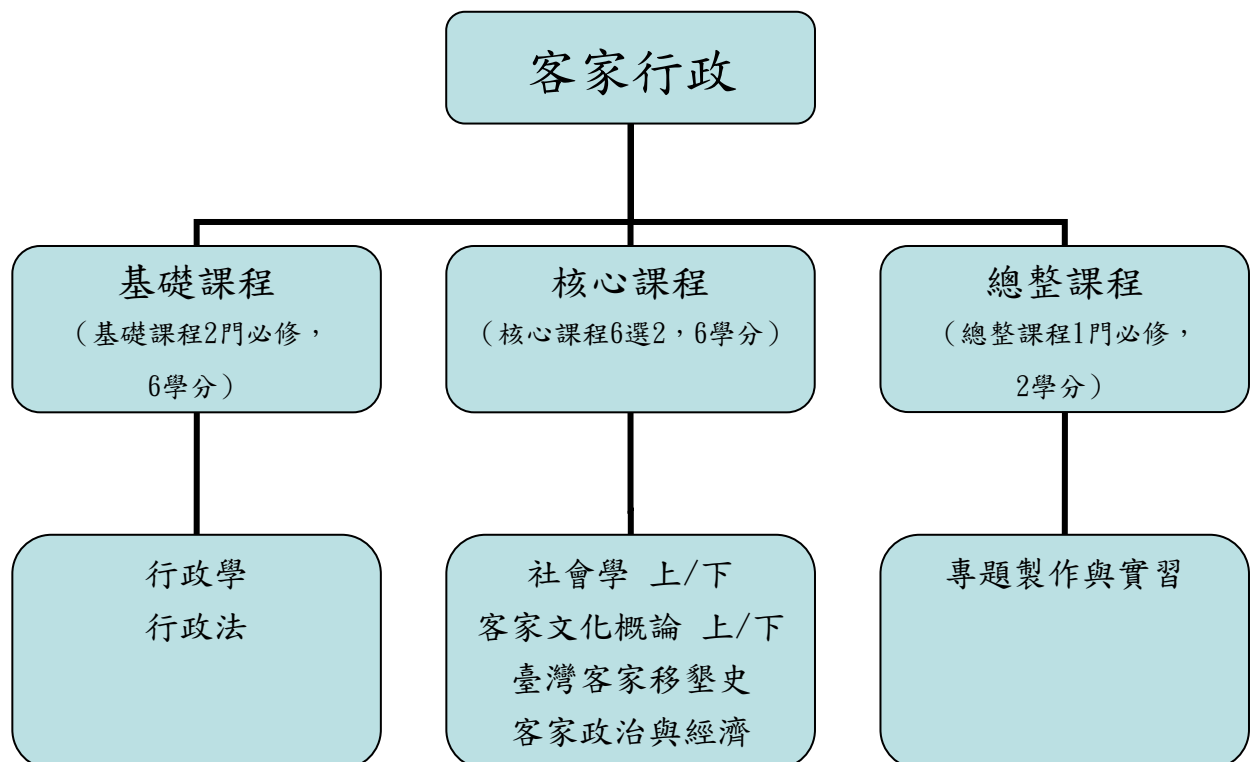 客家行政
基礎課程
（基礎課程2門必修，
6學分）
核心課程
（核心課程6選2，6學分）
總整課程
（總整課程1門必修，
2學分）
行政學
行政法
社會學 上/下
客家文化概論 上/下
臺灣客家移墾史
客家政治與經濟
專題製作與實習